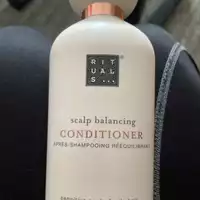 RITUALS...
scalp balancing
CONDITIONER
APRÈS-SHAMPOOING RÉÉQUILIBRANT